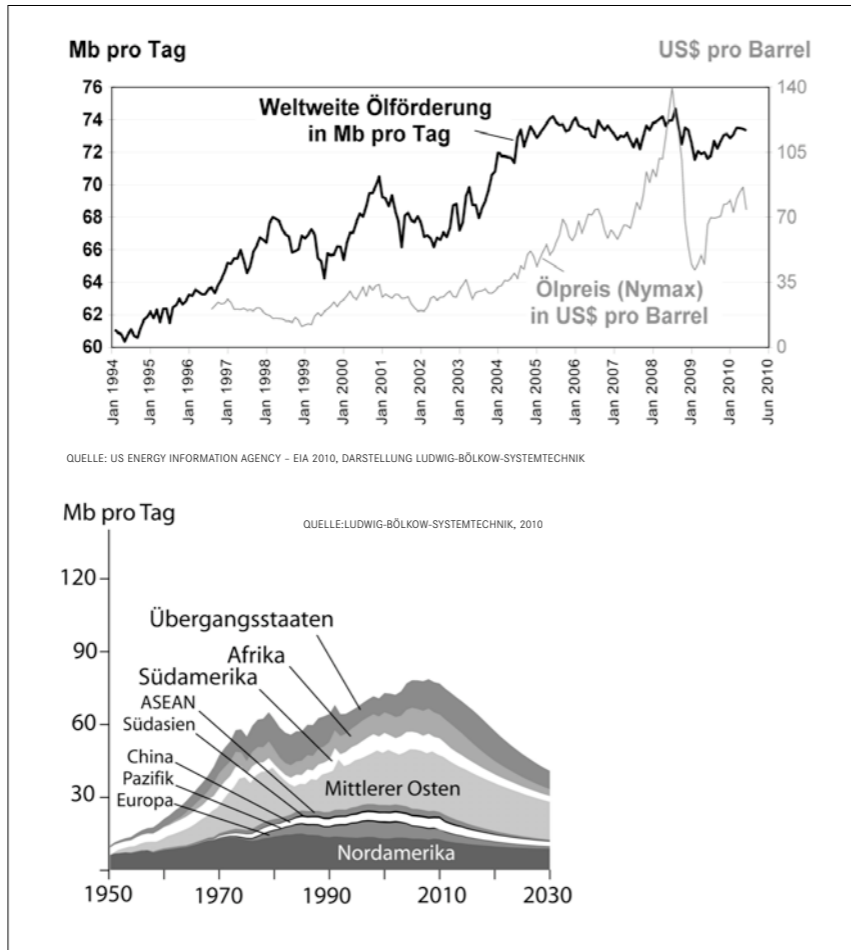 Mb pro Tag
US$ pro Barrel
76
74
72
70
68
66
64
62
60
140
105
70
35
0
Weltweite Ölförderung
in Mb pro Tag
Ölpreis (Nymax)
in US$ pro Barrel
Jan 1994
Jan 1995
Jan 1996
Jan 1997
Jan 1998
Jan 1999
Jan 2000
Jan 2001
Jan 2002
Jan 2003
Jan 2004
Jan 2005
Jan 2006
Jan 2007
Jan 2008
Jan 2009
Jan 2010
Jun 2010
QUELLE: US ENERGY INFORMATION AGENCY – EIA 2010, DARSTELLUNG LUDWIG-BÖLKOW-SYSTEMTECHNIK
Mb pro Tag
QUELLE:LUDWIG-BÖLKOW-SYSTEMTECHNIK, 2010
120
90
60
30
Übergangsstaaten
Afrika
Südamerika
ASEAN
Südasien
China
Pazifik
Europa
Mittlerer Osten
Nordamerika
1950
1970
1990
2010
2030